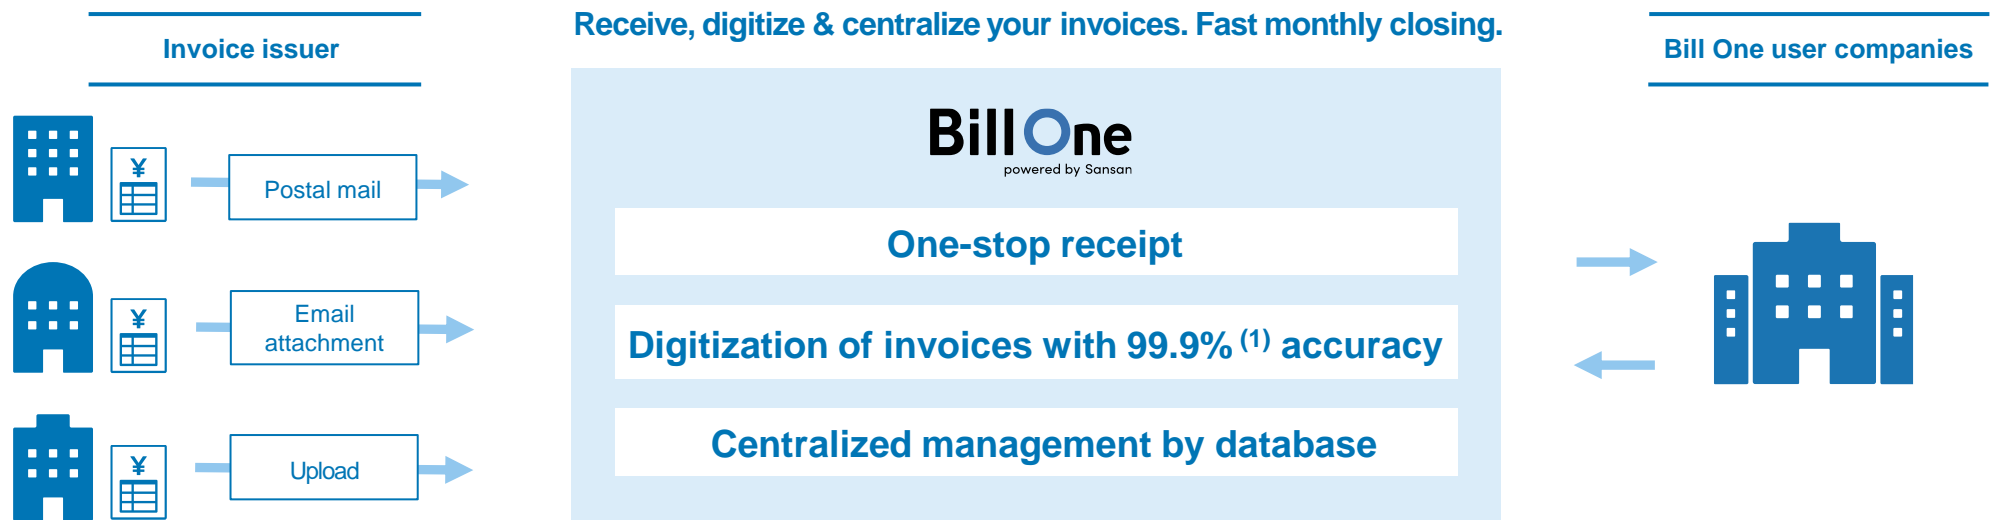 Receive, digitize & centralize your invoices. Fast monthly closing.
Invoice issuer
Bill One user companies
Bill One
powered by Sansan
¥
Postal mail
One-stop receipt
¥
Email
attachment
Digitization of invoices with 99.9% (1) accuracy
¥
Upload
Centralized management by database